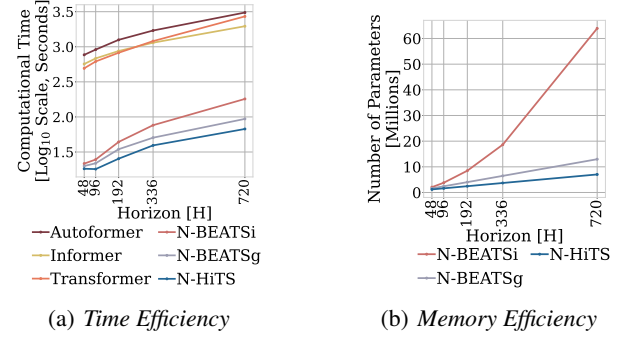 Computational Time
[Log₁₀ Scale, Seconds]
3.5
3.0
2.5
2.0
1.5
48
96
192
336
720
Horizon [H]
Autoformer
N-BEATSi
Informer
N-BEATSg
Transformer
N-HiTS
(a) Time Efficiency
Number of Parameters
[Millions]
60
50
40
30
20
10
0
48
96
192
336
720
Horizon [H]
N-BEATSi
N-HiTS
N-BEATSg
(b) Memory Efficiency